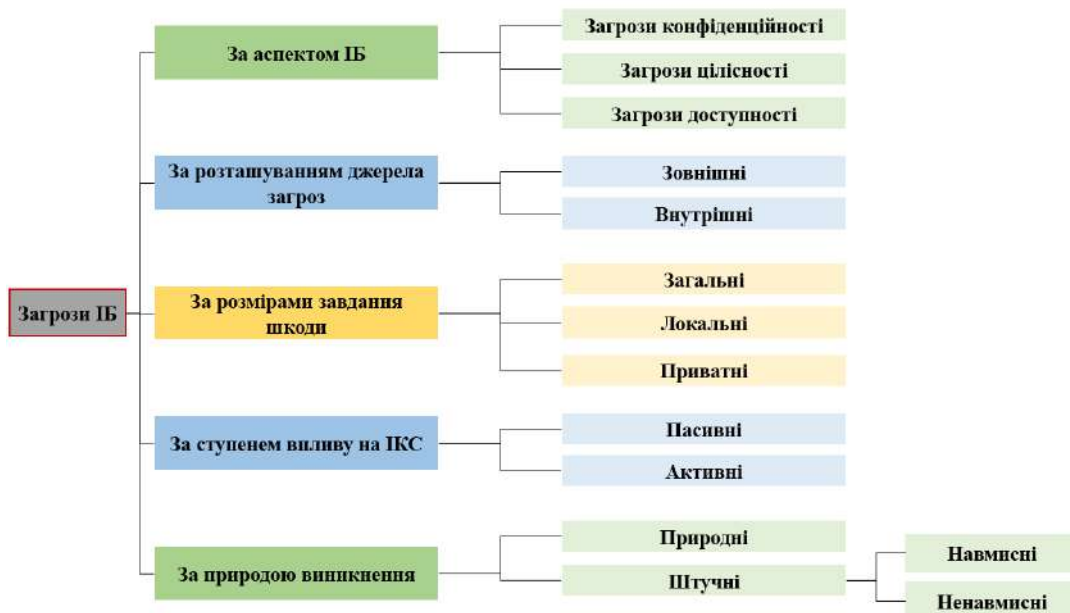 Загрози ІБ
За аспектом ІБ
Загрози конфіденційності
Загрози цілісності
Загрози доступності
За розташуванням джерела
загроз
Зовнішні
Внутрішні
За розмірами завдання
шкоди
Загальні
Локальні
Приватні
За ступенем впливу на ІКС
Пасивні
Активні
За природою виникнення
Природні
Штучні
Навмисні
Ненавмисні